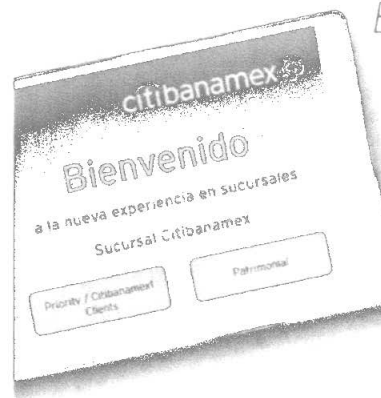 citibanamex
Bienvenido
a la nueva experiencia en sucursales
Sucursal Citibanamex
Priority / Citibanamex!
Clients
Patrimonial